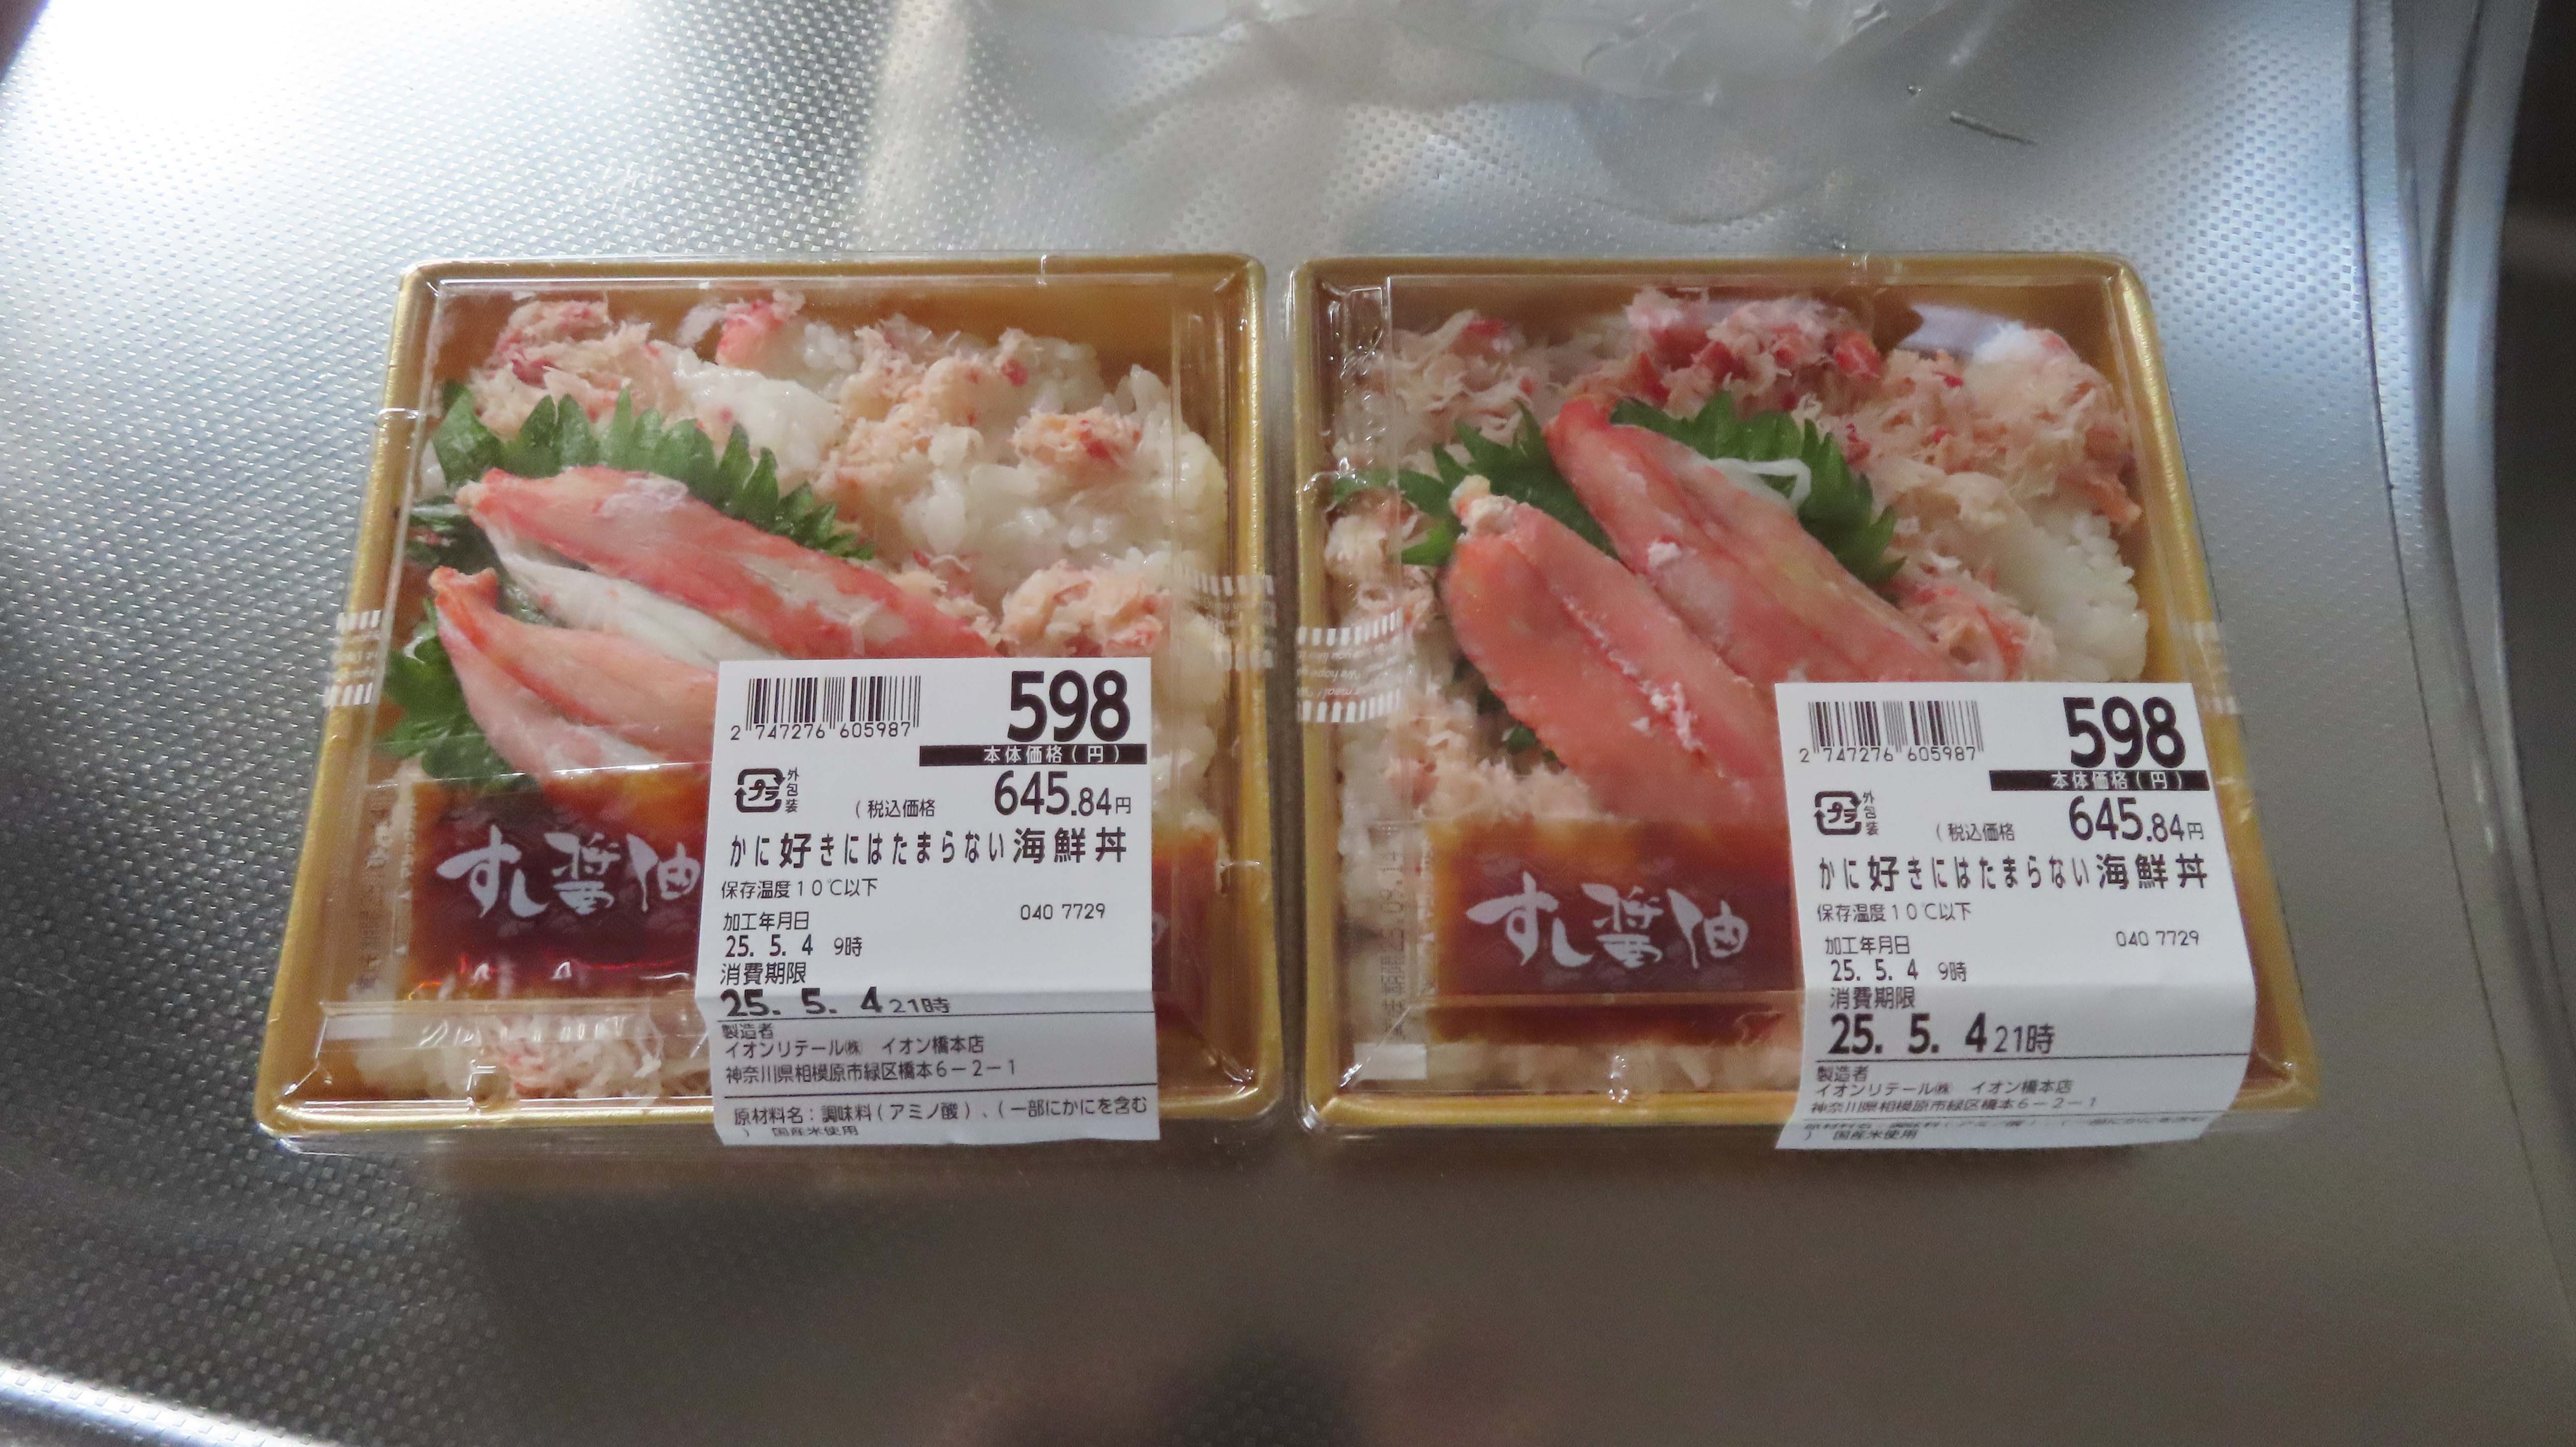 2 747276 605987
598
本体価格(円)
プラ
外包装
(税込価格
645.84円
かに好きにはたまらない海鮮丼
保存温度10℃以下
加工年月日
040 7729
25. 5. 4 9時
消費期限
25. 5. 4 21時
製造者
イオンリテール㈱ イオン橋本店
神奈川県相模原市緑区橋本6-2-1
原材料名:調味料(アミノ酸)、(一部にかにを含む
) 国産米使用
すし醤油
2 747276 605987
598
本体価格(円)
プラ
外包装
(税込価格
645.84円
かに好きにはたまらない海鮮丼
保存温度10℃以下
加工年月日
040 7729
25. 5. 4 9時
消費期限
25. 5. 4 21時
製造者
イオンリテール㈱ イオン橋本店
神奈川県相模原市緑区橋本6-2-1
) 国産米使用
すし醤油